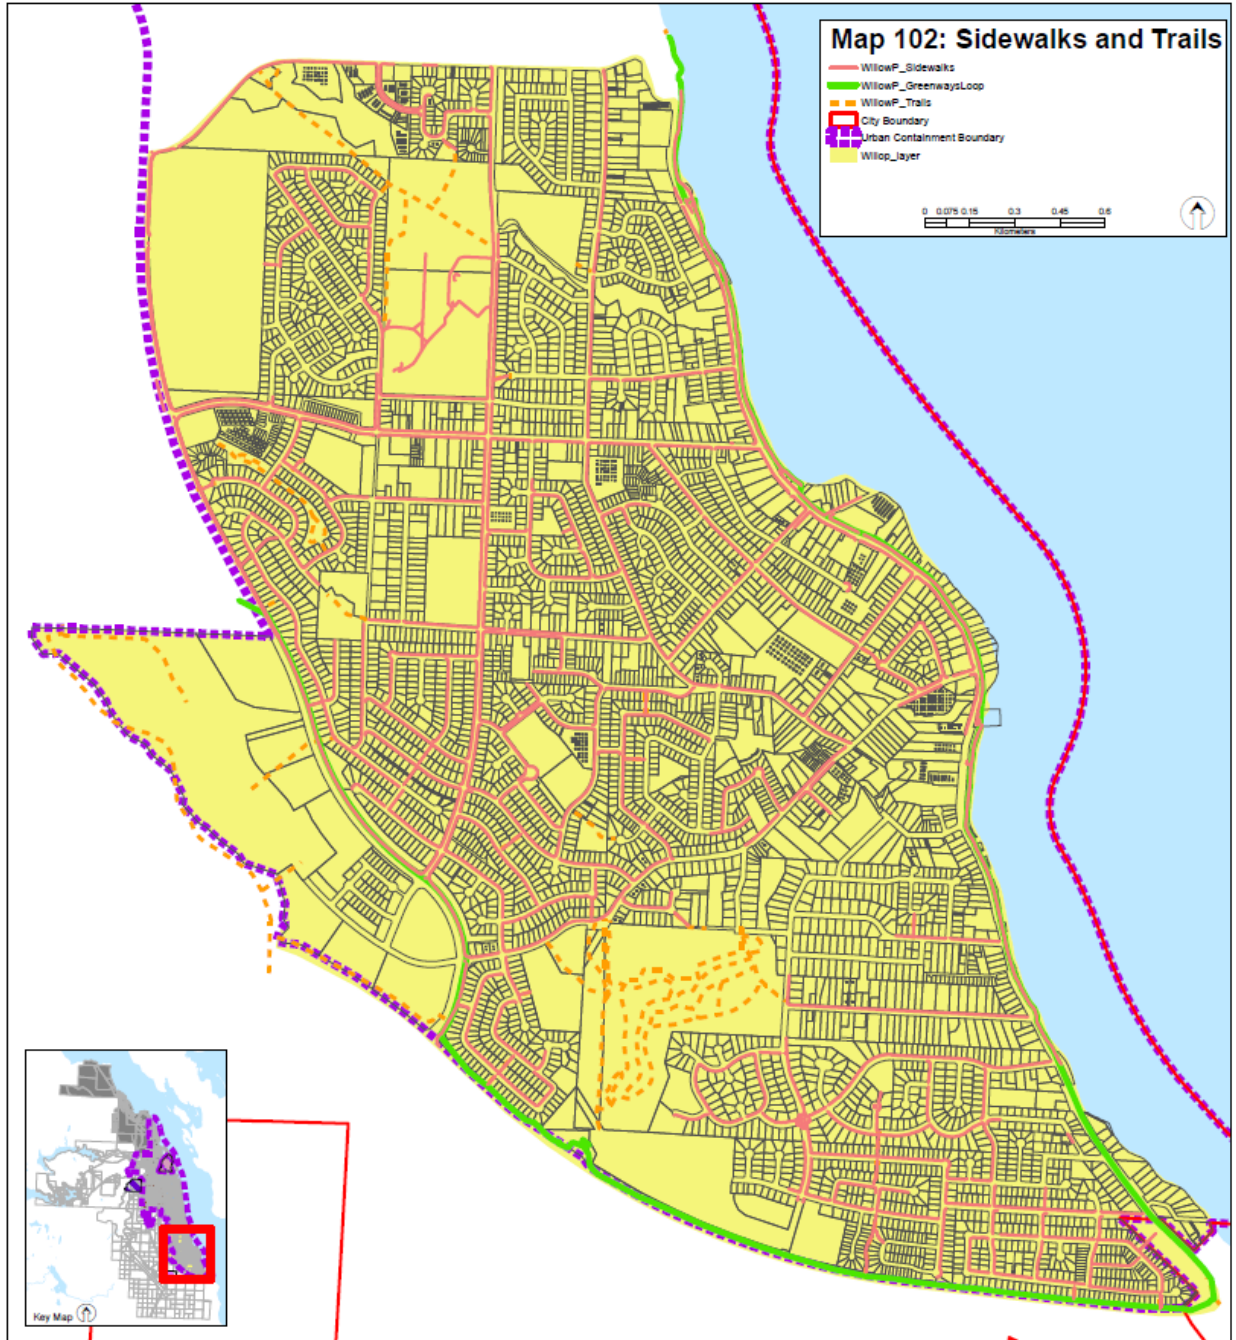 Map 102: Sidewalks and Trails
WillowP_Sidewalks
WillowP_GreenwaysLoop
WillowP_Trails
City Boundary
Urban Containment Boundary
Willop_layer
0 0.075 0.15 0.3 0.45 0.6
Kilometers
Key Map